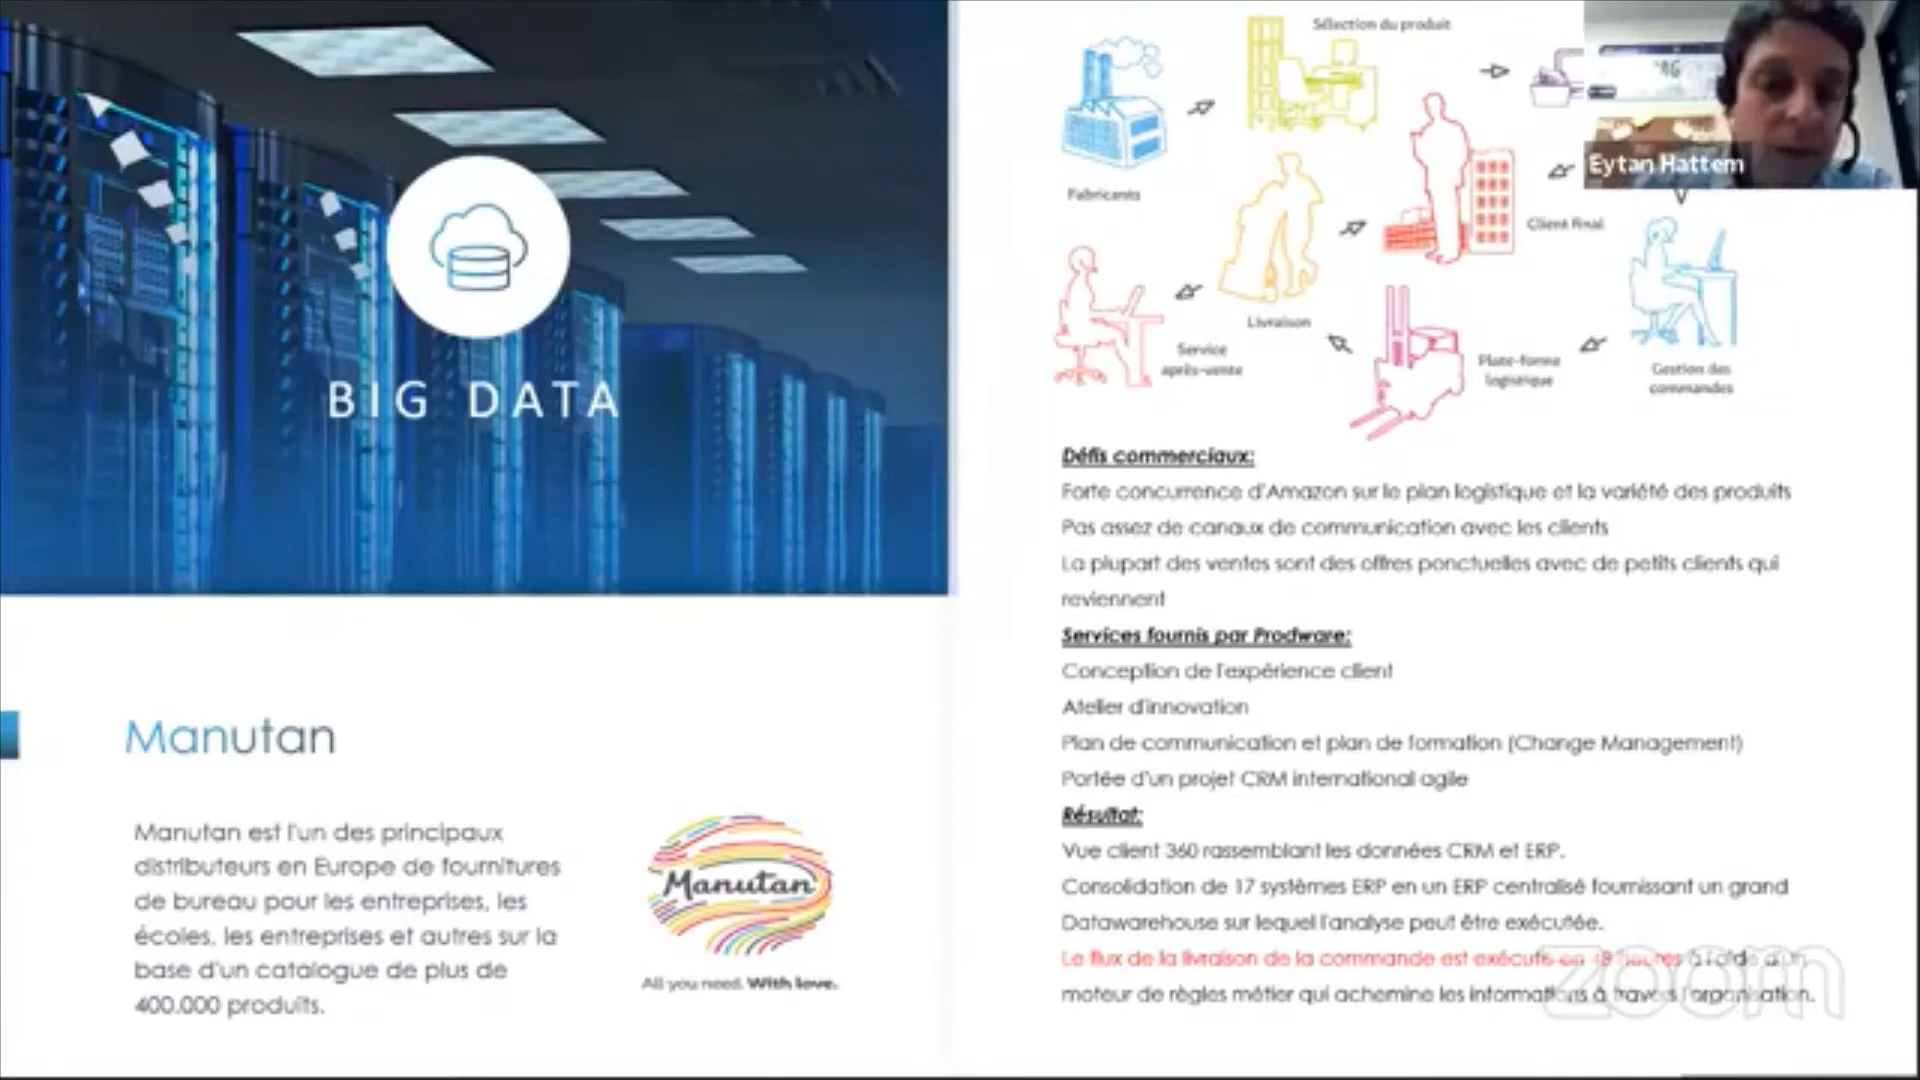 BIG DATA
Manutan
Manutan est l'un des principaux
distributeurs en Europe de fournitures
de bureau pour les entreprises, les
écoles, les entreprises et autres sur la
base d'un catalogue de plus de
400.000 produits.
Manutan
All you need. With love.
Sélection du produit
Fabricants
Client final
Livraison
Service
après-vente
Plate-forme
logistique
Gestion des
commandes
Eytan Hattem
Défis commerciaux:
Forte concurrence d'Amazon sur le plan logistique et la variété des produits
Pas assez de canaux de communication avec les clients
La plupart des ventes sont des offres ponctuelles avec de petits clients qui
reviennent
Services fournis par Prodware:
Conception de l'expérience client
Atelier d'innovation
Plan de communication et plan de formation (Change Management)
Portée d'un projet CRM international agile
Résultat:
Vue client 360 rassemblant les données CRM et ERP.
Consolidation de 17 systèmes ERP en un ERP centralisé fournissant un grand
Datawarehouse sur lequel l'analyse peut être exécutée.
Le flux de la livraison de la commande est exécuté en 48 heures à l'aide d'un
moteur de règles métier qui achemine les informations à travers l'organisation.
zoom